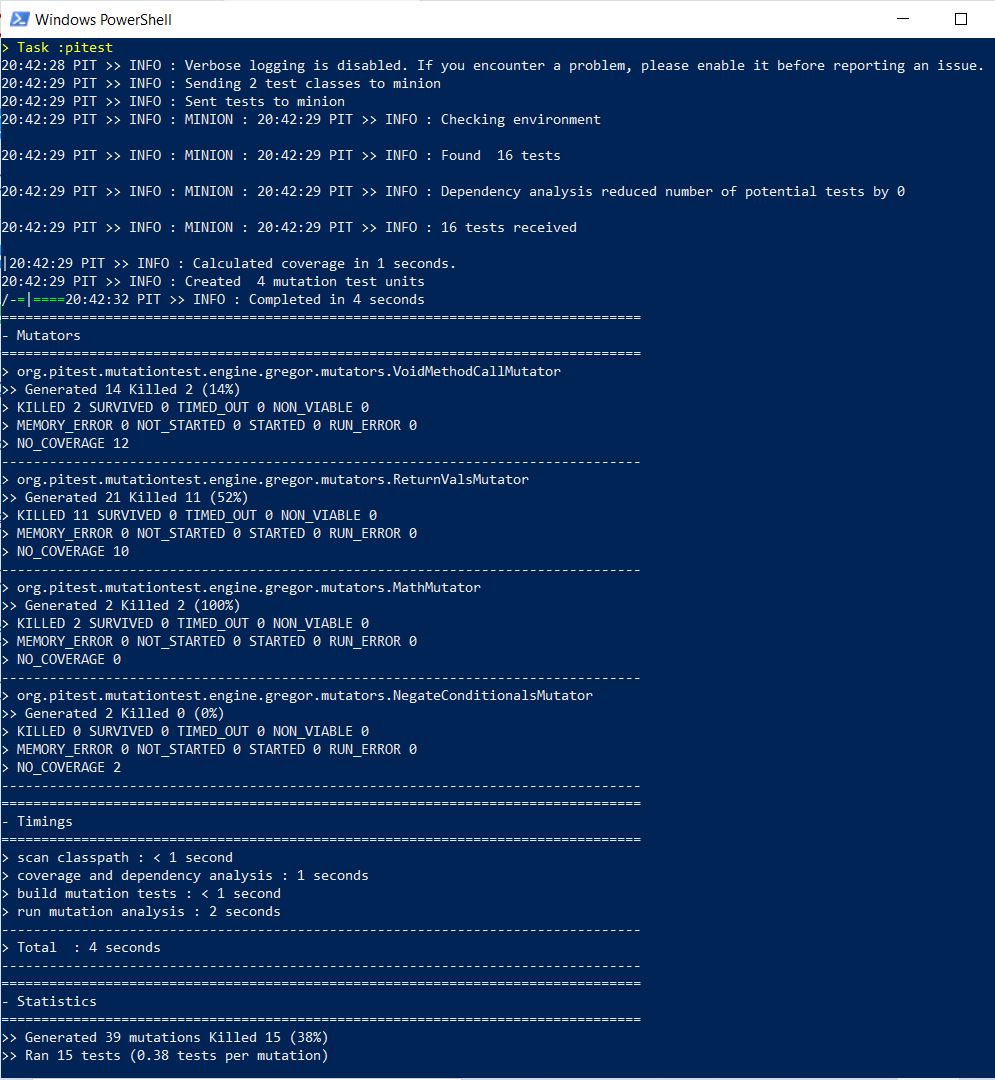 Windows PowerShell
> Task :pitest
20:42:28 PIT >> INFO : Verbose logging is disabled. If you encounter a problem, please enable it before reporting an issue.
20:42:29 PIT >> INFO : Sending 2 test classes to minion
20:42:29 PIT >> INFO : Sent tests to minion
20:42:29 PIT >> INFO : MINION : 20:42:29 PIT >> INFO : Checking environment
20:42:29 PIT >> INFO : MINION : 20:42:29 PIT >> INFO : Found  16 tests
20:42:29 PIT >> INFO : MINION : 20:42:29 PIT >> INFO : Dependency analysis reduced number of potential tests by 0
20:42:29 PIT >> INFO : MINION : 20:42:29 PIT >> INFO : 16 tests received
|20:42:29 PIT >> INFO : Calculated coverage in 1 seconds.
20:42:29 PIT >> INFO : Created  4 mutation test units
/-=|====20:42:32 PIT >> INFO : Completed in 4 seconds
================================================================================
- Mutators
================================================================================
> org.pitest.mutationtest.engine.gregor.mutators.VoidMethodCallMutator
>> Generated 14 Killed 2 (14%)
> KILLED 2 SURVIVED 0 TIMED_OUT 0 NON_VIABLE 0
> MEMORY_ERROR 0 NOT_STARTED 0 STARTED 0 RUN_ERROR 0
> NO_COVERAGE 12
--------------------------------------------------------------------------------
> org.pitest.mutationtest.engine.gregor.mutators.ReturnValsMutator
>> Generated 21 Killed 11 (52%)
> KILLED 11 SURVIVED 0 TIMED_OUT 0 NON_VIABLE 0
> MEMORY_ERROR 0 NOT_STARTED 0 STARTED 0 RUN_ERROR 0
> NO_COVERAGE 10
--------------------------------------------------------------------------------
> org.pitest.mutationtest.engine.gregor.mutators.MathMutator
>> Generated 2 Killed 2 (100%)
> KILLED 2 SURVIVED 0 TIMED_OUT 0 NON_VIABLE 0
> MEMORY_ERROR 0 NOT_STARTED 0 STARTED 0 RUN_ERROR 0
> NO_COVERAGE 0
--------------------------------------------------------------------------------
> org.pitest.mutationtest.engine.gregor.mutators.NegateConditionalsMutator
>> Generated 2 Killed 0 (0%)
> KILLED 0 SURVIVED 0 TIMED_OUT 0 NON_VIABLE 0
> MEMORY_ERROR 0 NOT_STARTED 0 STARTED 0 RUN_ERROR 0
> NO_COVERAGE 2
--------------------------------------------------------------------------------
================================================================================
- Timings
================================================================================
> scan classpath : < 1 second
> coverage and dependency analysis : 1 seconds
> build mutation tests : < 1 second
> run mutation analysis : 2 seconds
--------------------------------------------------------------------------------
> Total  : 4 seconds
--------------------------------------------------------------------------------
================================================================================
- Statistics
================================================================================
>> Generated 39 mutations Killed 15 (38%)
>> Ran 15 tests (0.38 tests per mutation)